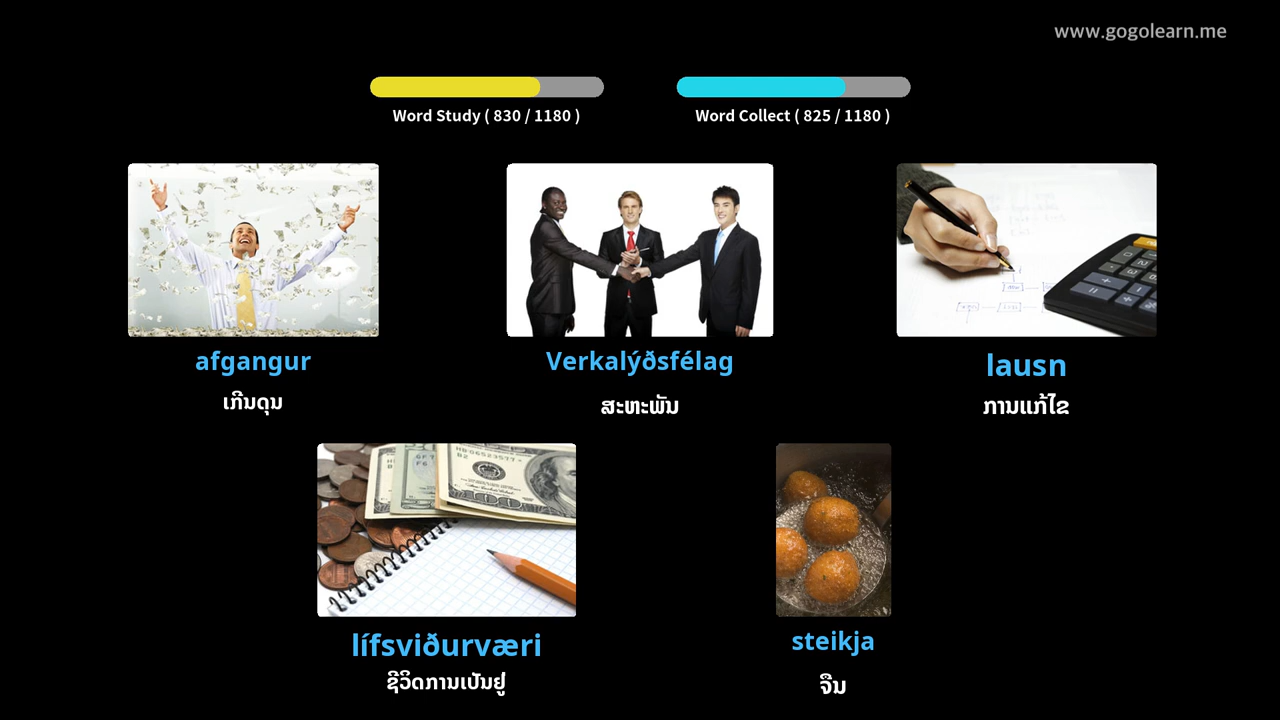 www.gogolearn.me
Word Study ( 830 / 1180 )
Word Collect ( 825 / 1180 )
afgangur
ເກີນດຸນ
Verkalýðsfélag
ສະຫະພັນ
lausn
ການແກ້ໄຂ
lífsviðurværi
ຊີວິດການເປັນຢູ່
steikja
ຈືນ